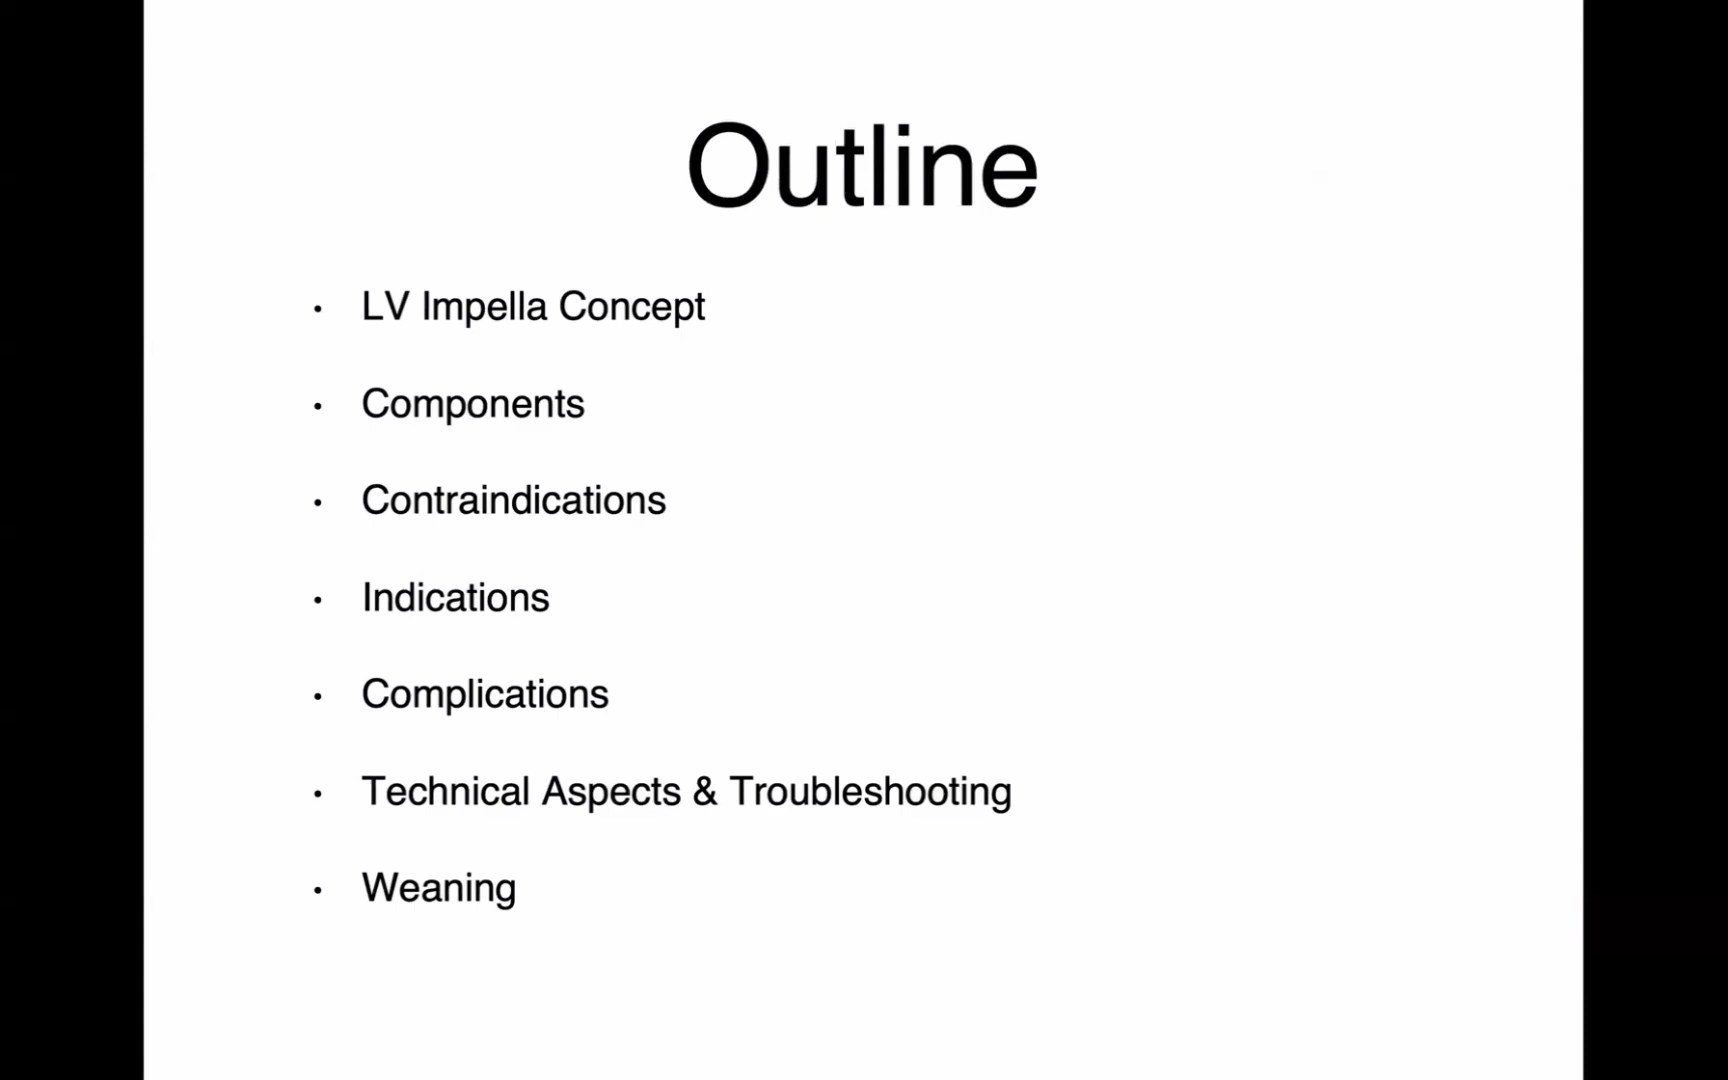 Outline
• LV Impella Concept
• Components
• Contraindications
• Indications
• Complications
• Technical Aspects & Troubleshooting
• Weaning